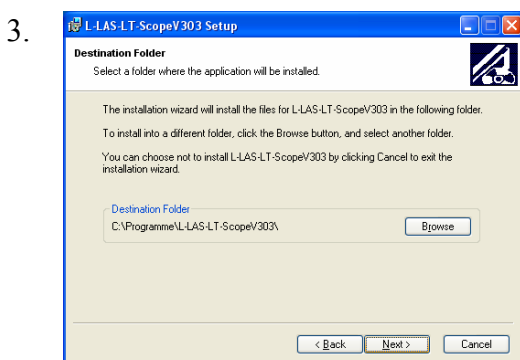 3.
L-LAS-LT-ScopeV303 Setup
Destination Folder
Select a folder where the application will be installed.
The installation wizard will install the files for L-LAS-LT-ScopeV303 in the following folder.
To install into a different folder, click the Browse button, and select another folder.
You can choose not to install L-LAS-LT-ScopeV303 by clicking Cancel to exit the
installation wizard.
Destination Folder
C:\Programme\L-LAS-LT-ScopeV303\
Browse
< Back
Next >
Cancel